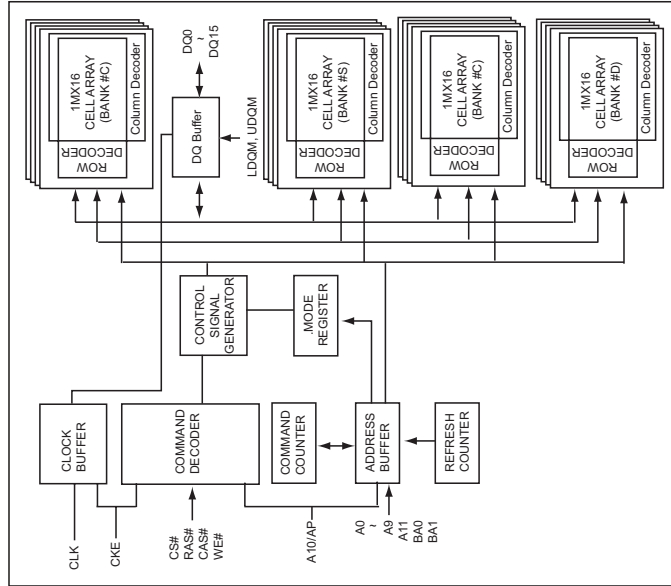 CLK
CKE
CS#
RAS#
CAS#
WE#
A10/AP
A0
~
A9
A11
BA0
BA1
CLOCK
BUFFER
COMMAND
DECODER
COMMAND
COUNTER
ADDRESS
BUFFER
REFRESH
COUNTER
CONTROL
SIGNAL
GENERATOR
.MODE
REGISTER
ROW
DECODER
1MX16
CELL ARRAY
(BANK #C)
Column Decoder
DQ Buffer
DQ0
~
DQ15
LDQM, UDQM
ROW
DECODER
1MX16
CELL ARRAY
(BANK #S)
Column Decoder
ROW
DECODER
1MX16
CELL ARRAY
(BANK #C)
Column Decoder
ROW
DECODER
1MX16
CELL ARRAY
(BANK #D)
Column Decoder